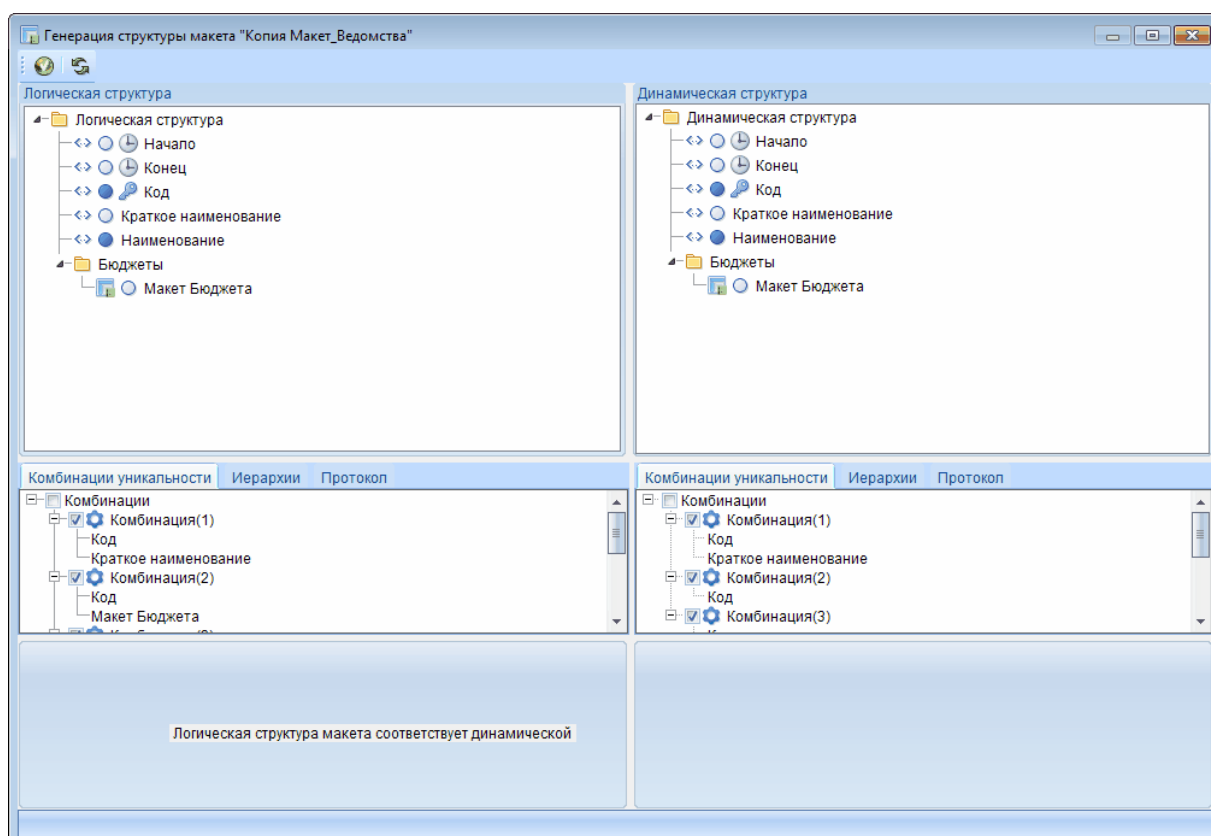 Генерация структуры макета "Копия Макет_Ведомства"
Логическая структура
Логическая структура
Начало
Конец
Код
Краткое наименование
Наименование
Бюджеты
Макет Бюджета
Динамическая структура
Динамическая структура
Начало
Конец
Код
Краткое наименование
Наименование
Бюджеты
Макет Бюджета
Комбинации уникальности Иерархии Протокол
Комбинации
Комбинация(1)
Код
Краткое наименование
Комбинация(2)
Код
Макет Бюджета
Комбинации уникальности Иерархии Протокол
Комбинации
Комбинация(1)
Код
Краткое наименование
Комбинация(2)
Код
Комбинация(3)
Логическая структура макета соответствует динамической